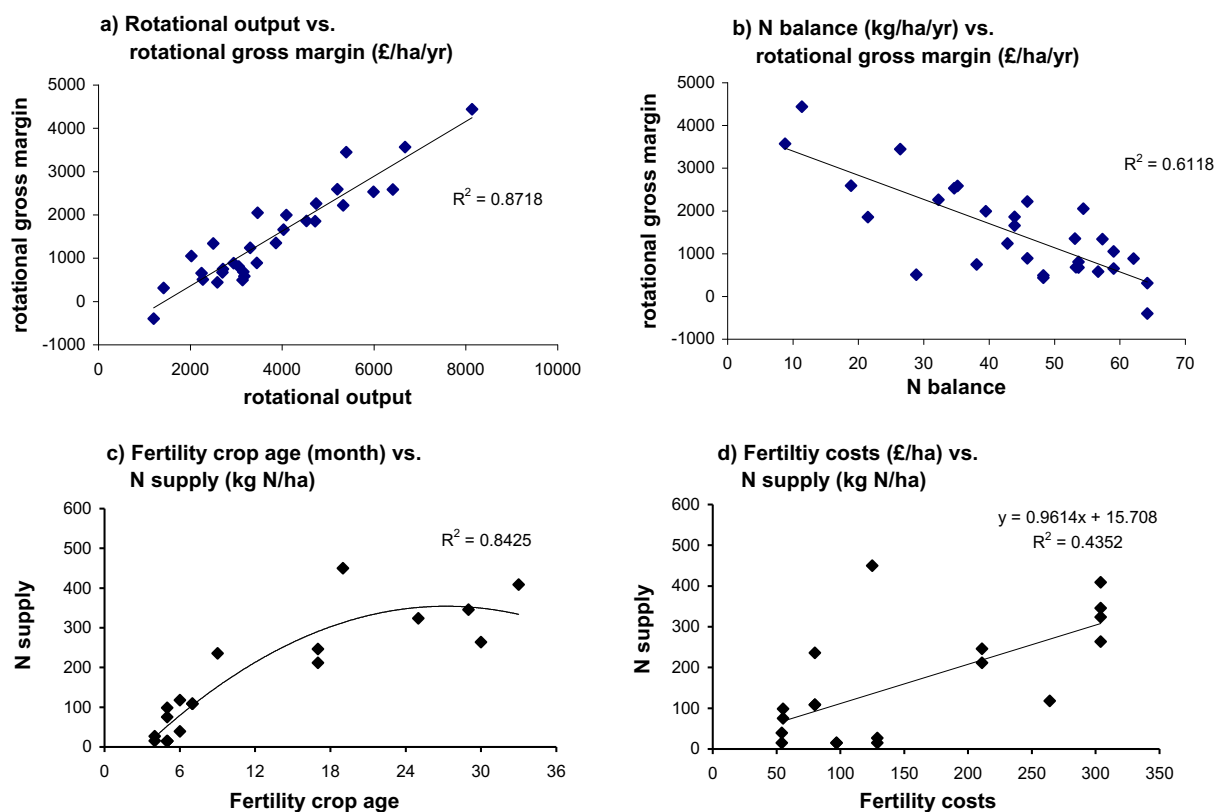 a) Rotational output vs.
rotational gross margin (£/ha/yr)
5000
4000
3000
2000
1000
0
-1000
rotational gross margin
R² = 0.8718
0 2000 4000 6000 8000 10000
rotational output
b) N balance (kg/ha/yr) vs.
rotational gross margin (£/ha/yr)
5000
4000
3000
2000
1000
0
-1000
rotational gross margin
R² = 0.6118
0 10 20 30 40 50 60 70
N balance
c) Fertility crop age (month) vs.
N supply (kg N/ha)
600
500
400
300
200
100
0
N supply
R² = 0.8425
0 6 12 18 24 30 36
Fertility crop age
d) Fertiltiy costs (£/ha) vs.
N supply (kg N/ha)
600
500
400
300
200
100
0
N supply
y = 0.9614x + 15.708
R² = 0.4352
0 50 100 150 200 250 300 350
Fertility costs